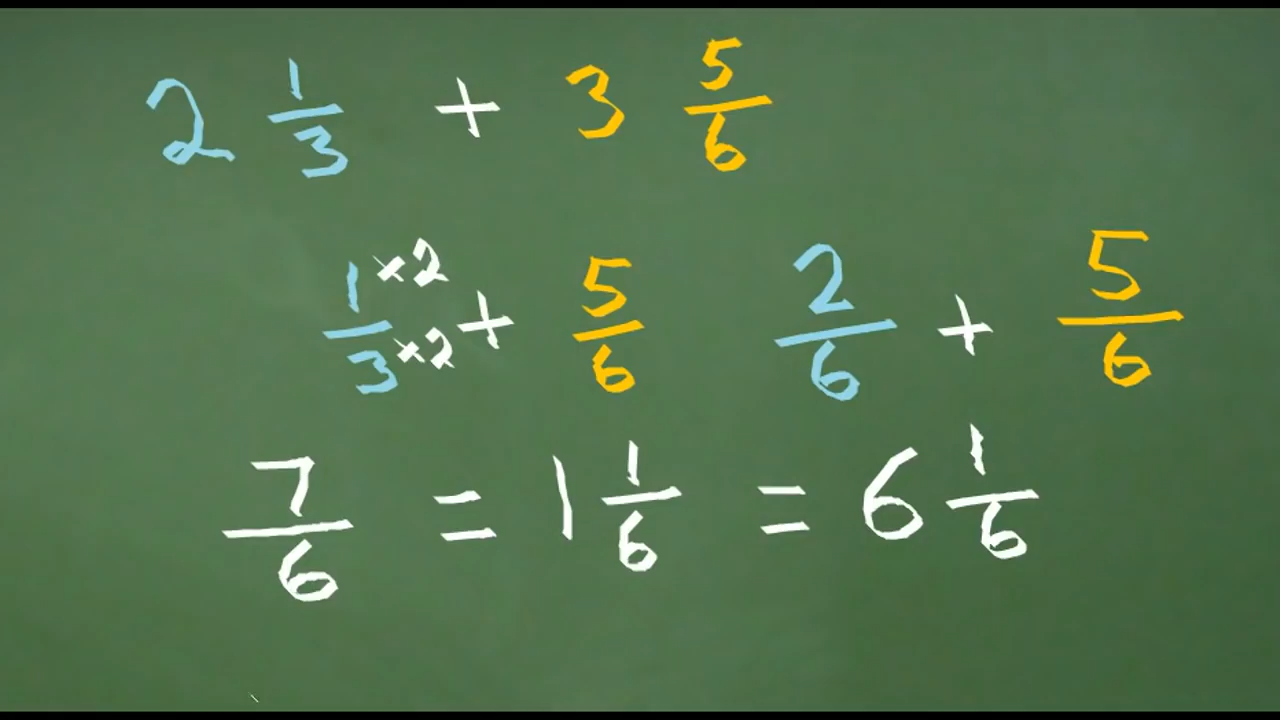 2 1/3 + 3 5/6
1/3 ×2 ×2 + 5/6 2/6 + 5/6
7/6 = 1 1/6 = 6 1/6